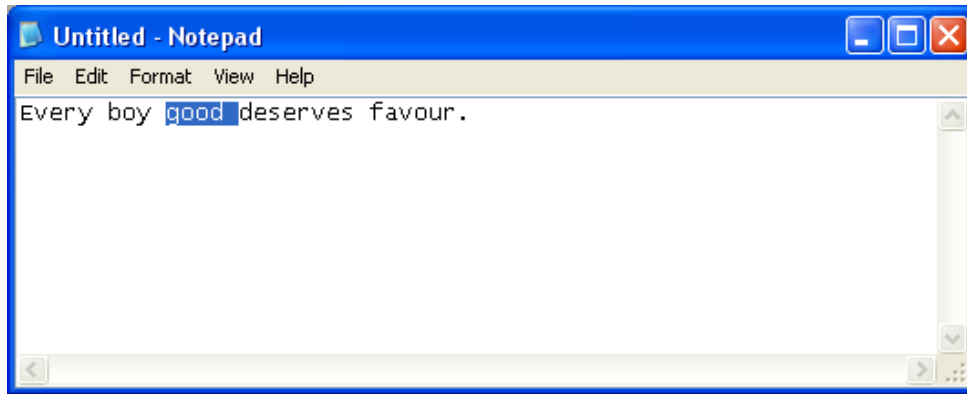 Untitled - Notepad
File Edit Format View Help
Every boy good deserves favour.